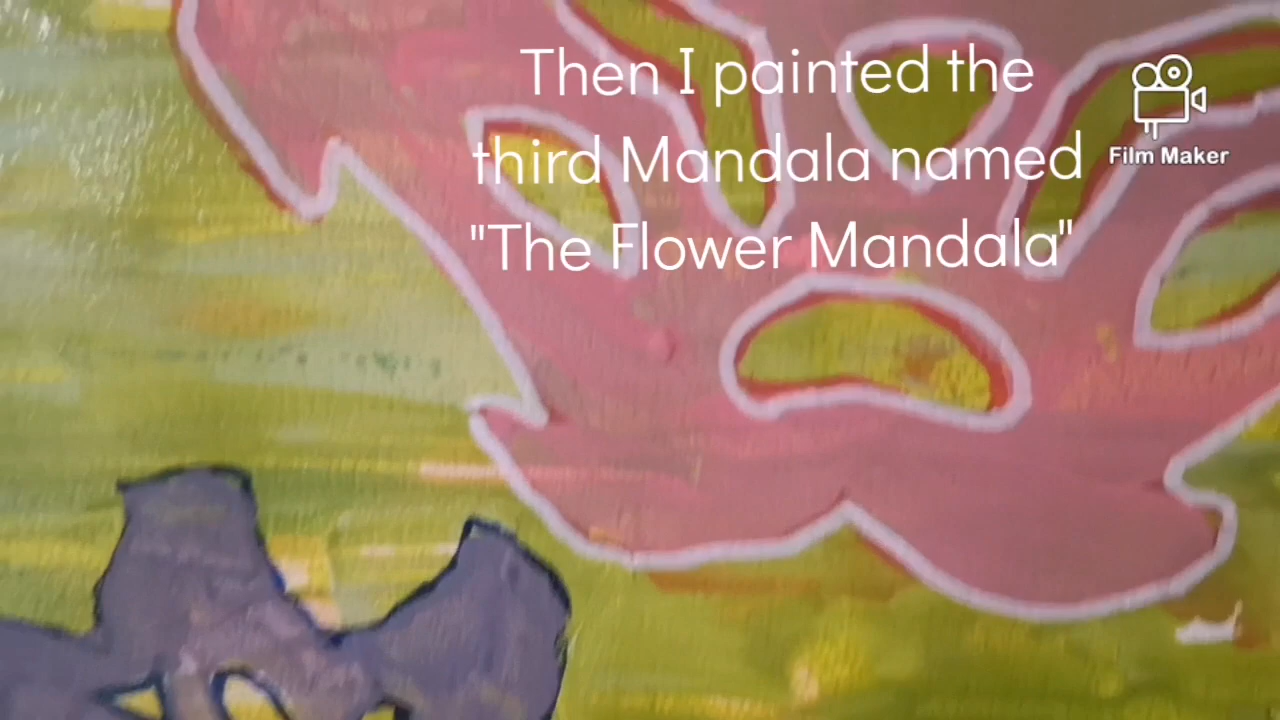 Then I painted the
third Mandala named
"The Flower Mandala"
Film Maker